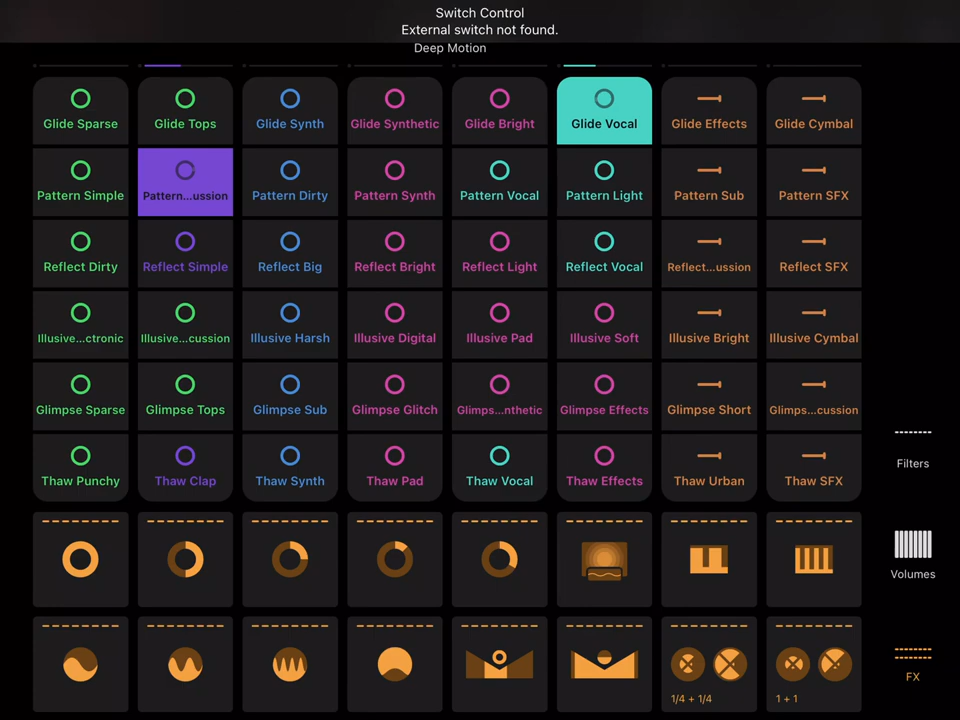 Switch Control
External switch not found.
Deep Motion
Glide Sparse Glide Tops Glide Synth Glide Synthetic Glide Bright Glide Vocal Glide Effects Glide Cymbal
Pattern Simple Pattern...ussion Pattern Dirty Pattern Synth Pattern Vocal Pattern Light Pattern Sub Pattern SFX
Reflect Dirty Reflect Simple Reflect Big Reflect Bright Reflect Light Reflect Vocal Reflect...ussion Reflect SFX
Illusive...ctronic Illusive...cussion Illusive Harsh Illusive Digital Illusive Pad Illusive Soft Illusive Bright Illusive Cymbal
Glimpse Sparse Glimpse Tops Glimpse Sub Glimpse Glitch Glimps...nthetic Glimpse Effects Glimpse Short Glimps...cussion
Filters
Thaw Punchy Thaw Clap Thaw Synth Thaw Pad Thaw Vocal Thaw Effects Thaw Urban Thaw SFX
Volumes
FX
1/4 + 1/4 1 + 1